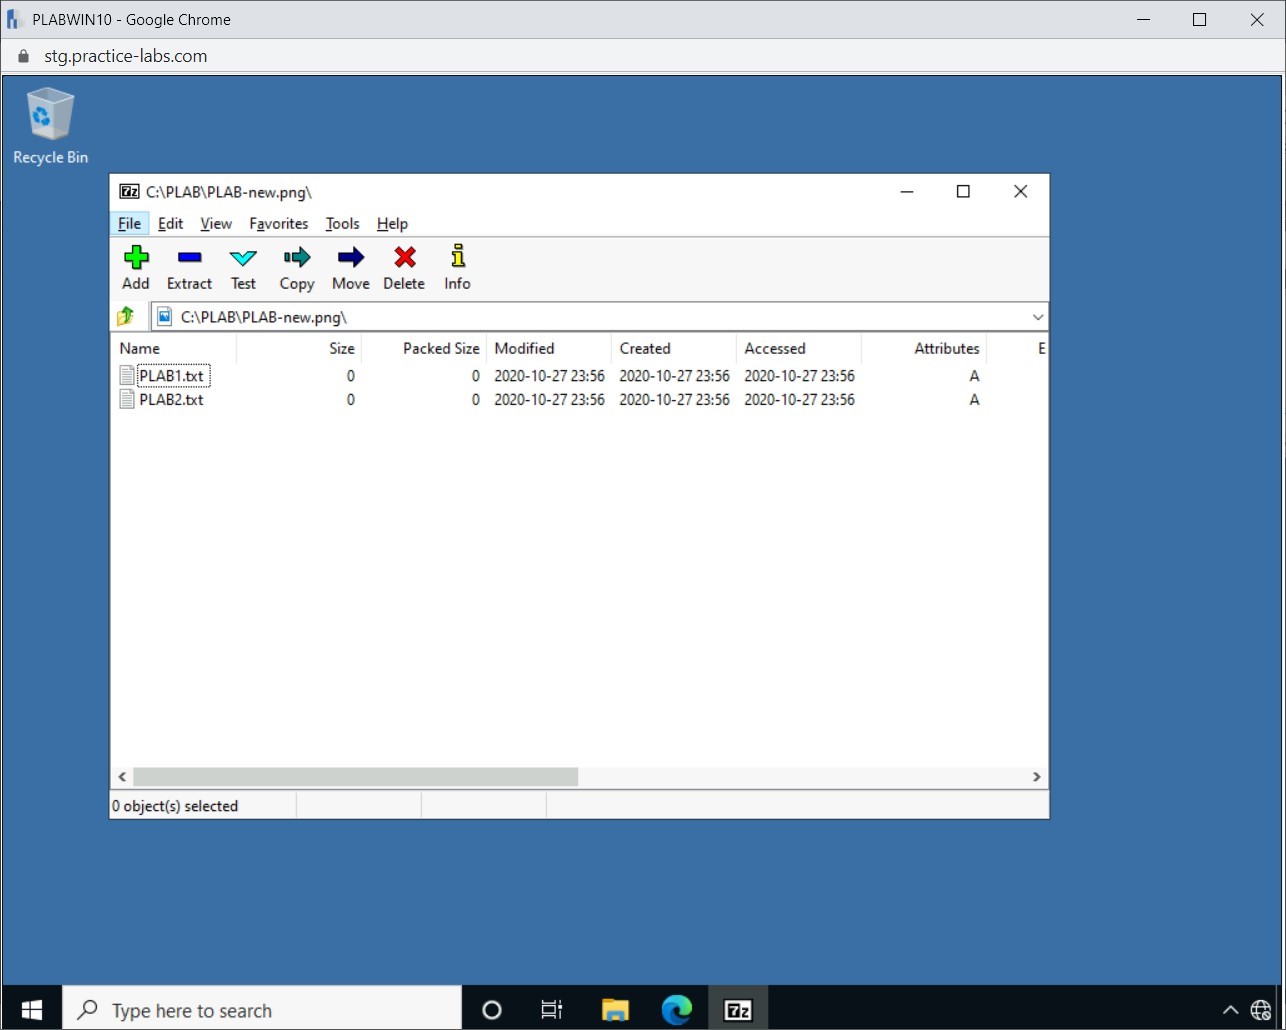 PLABWIN10 - Google Chrome
stg.practice-labs.com
Recycle Bin
7z C:\PLAB\PLAB-new.png\
File Edit View Favorites Tools Help
Add Extract Test Copy Move Delete Info
C:\PLAB\PLAB-new.png\
Name Size Packed Size Modified Created Accessed Attributes E
PLAB1.txt 0 0 2020-10-27 23:56 2020-10-27 23:56 2020-10-27 23:56 A
PLAB2.txt 0 0 2020-10-27 23:56 2020-10-27 23:56 2020-10-27 23:56 A
0 object(s) selected
Type here to search 7z